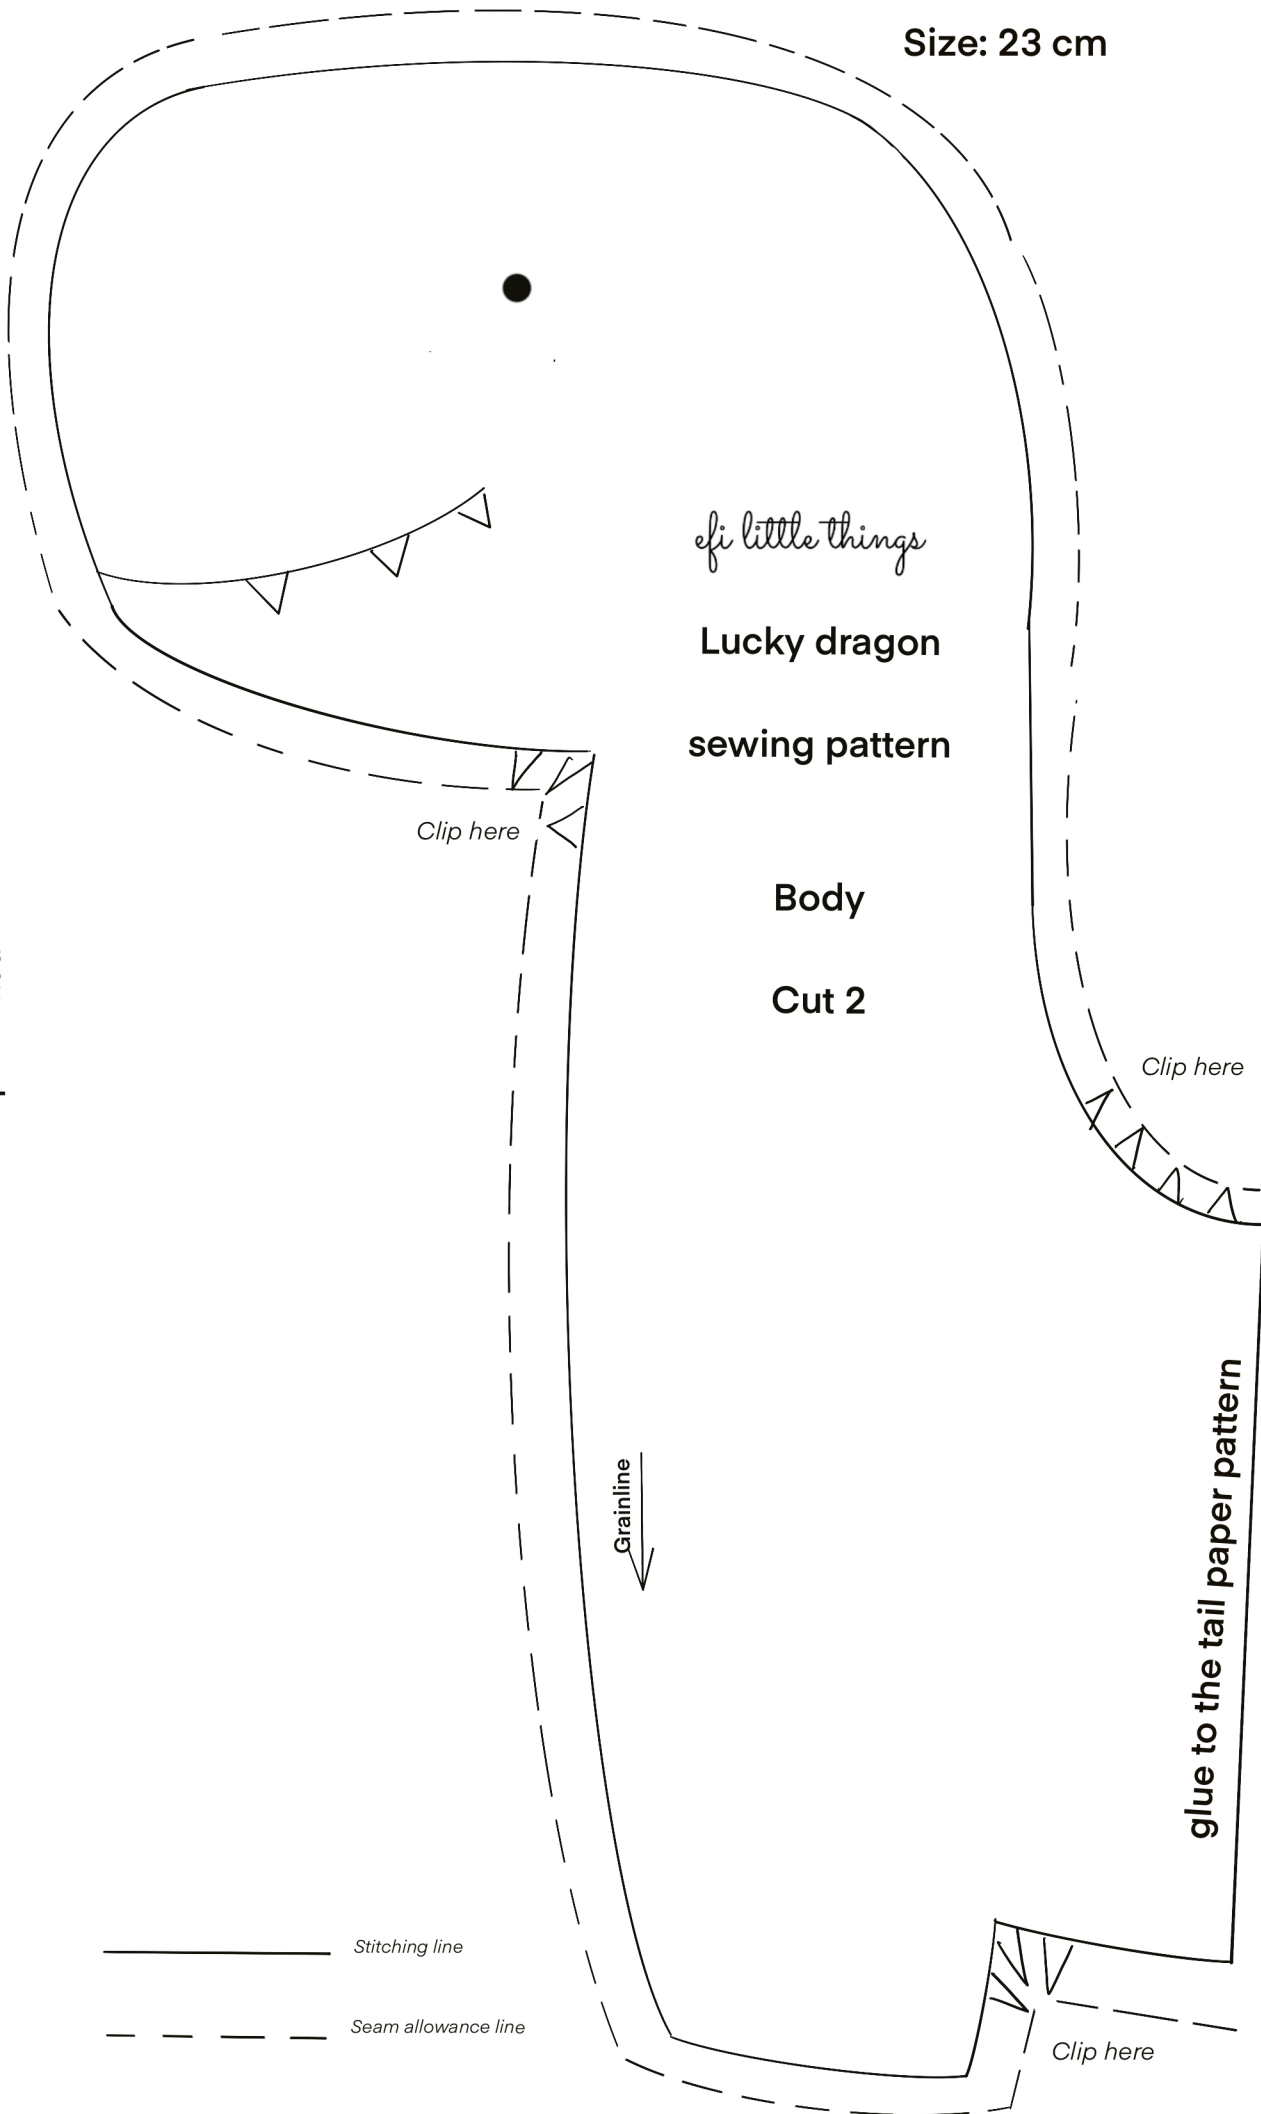 Size: 23 cm
efi little things
Lucky dragon
sewing pattern
Clip here
Body
Cut 2
Clip here
Grainline
glue to the tail paper pattern
Stitching line
Seam allowance line
Clip here